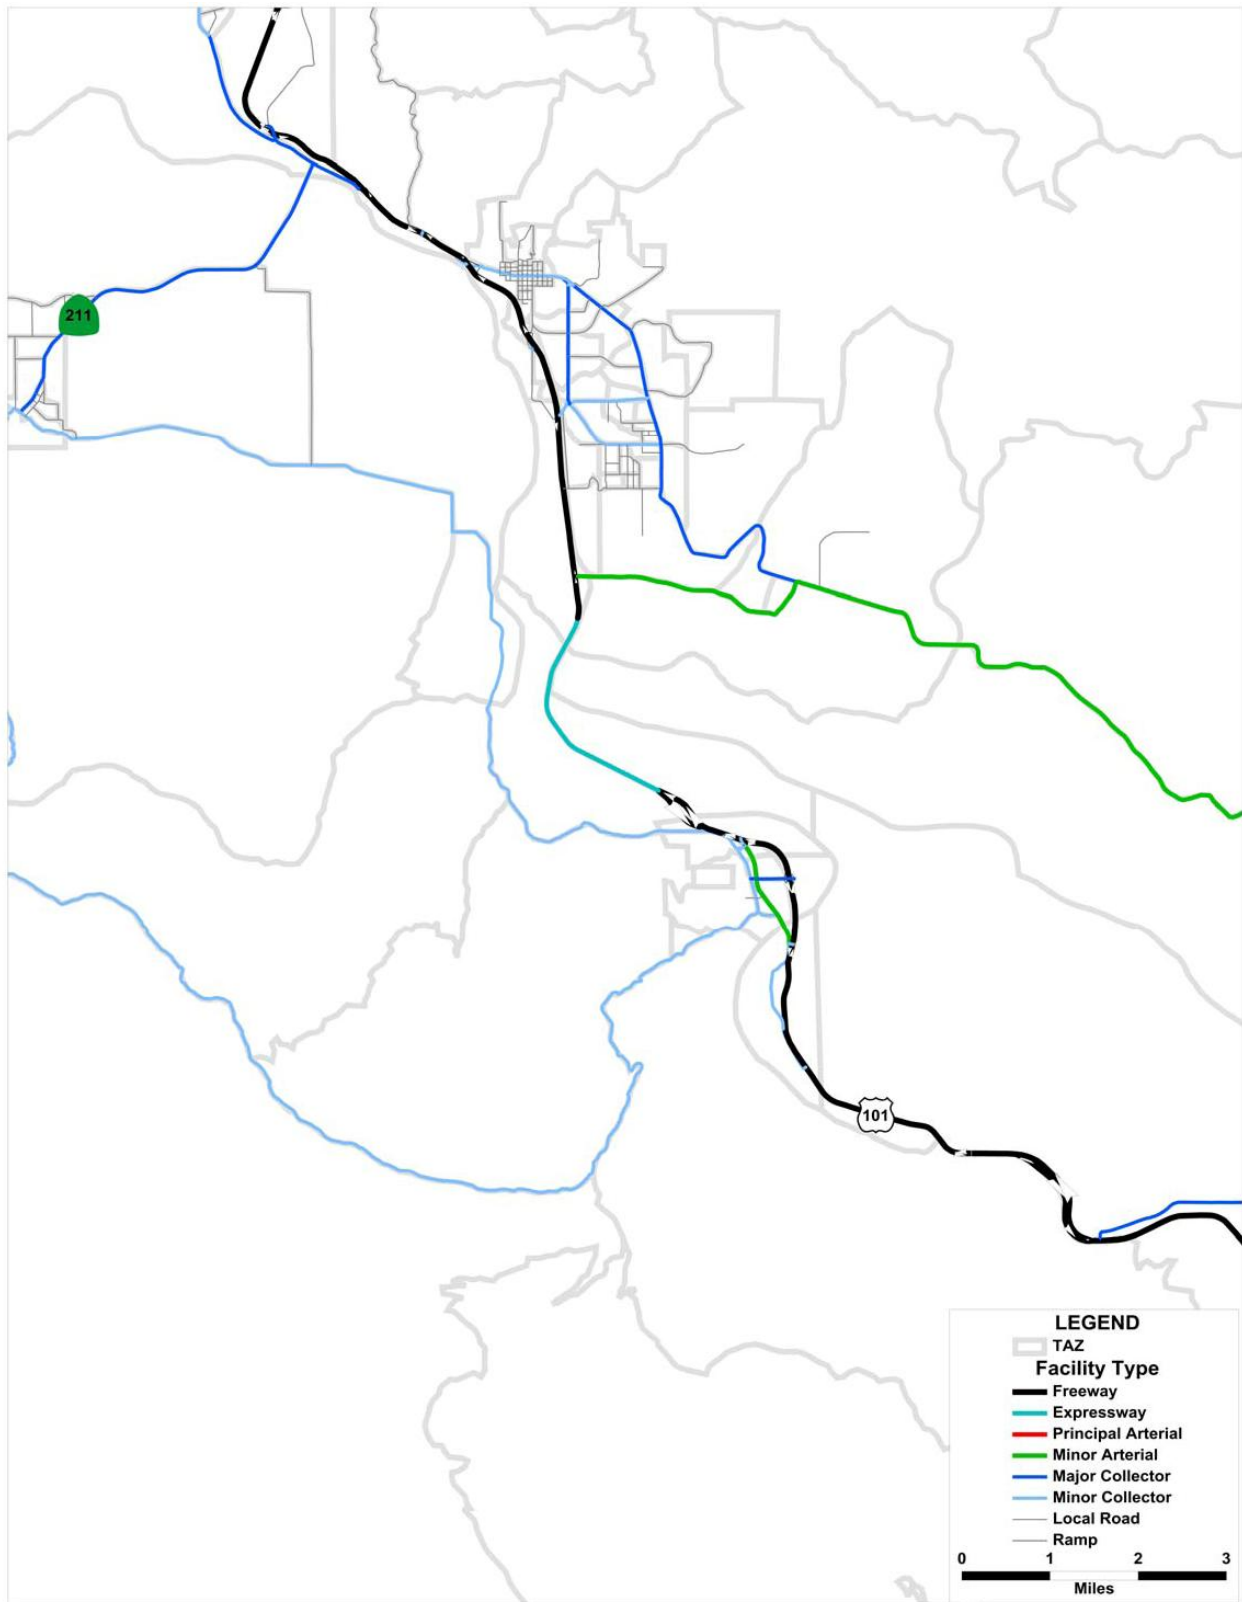 211
101
LEGEND
TAZ
Facility Type
Freeway
Expressway
Principal Arterial
Minor Arterial
Major Collector
Minor Collector
Local Road
Ramp
0 1 2 3
Miles